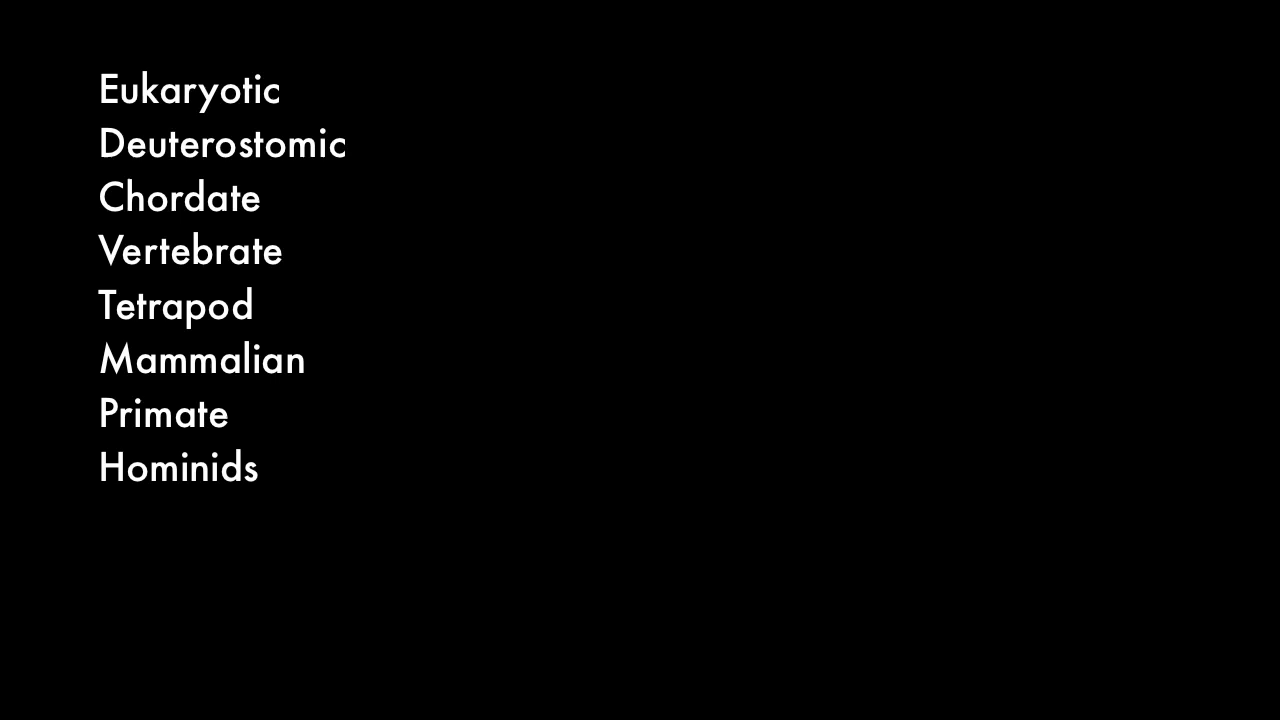 Eukaryotic
Deuterostomic
Chordate
Vertebrate
Tetrapod
Mammalian
Primate
Hominids